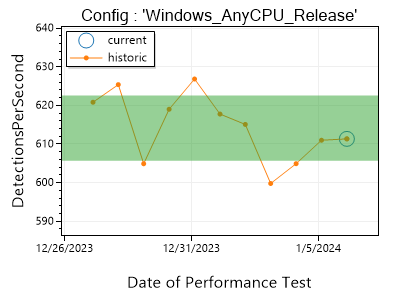 Config : 'Windows_AnyCPU_Release'
current
historic
640
630
620
610
600
590
DetectionsPerSecond
12/26/2023
12/31/2023
1/5/2024
Date of Performance Test